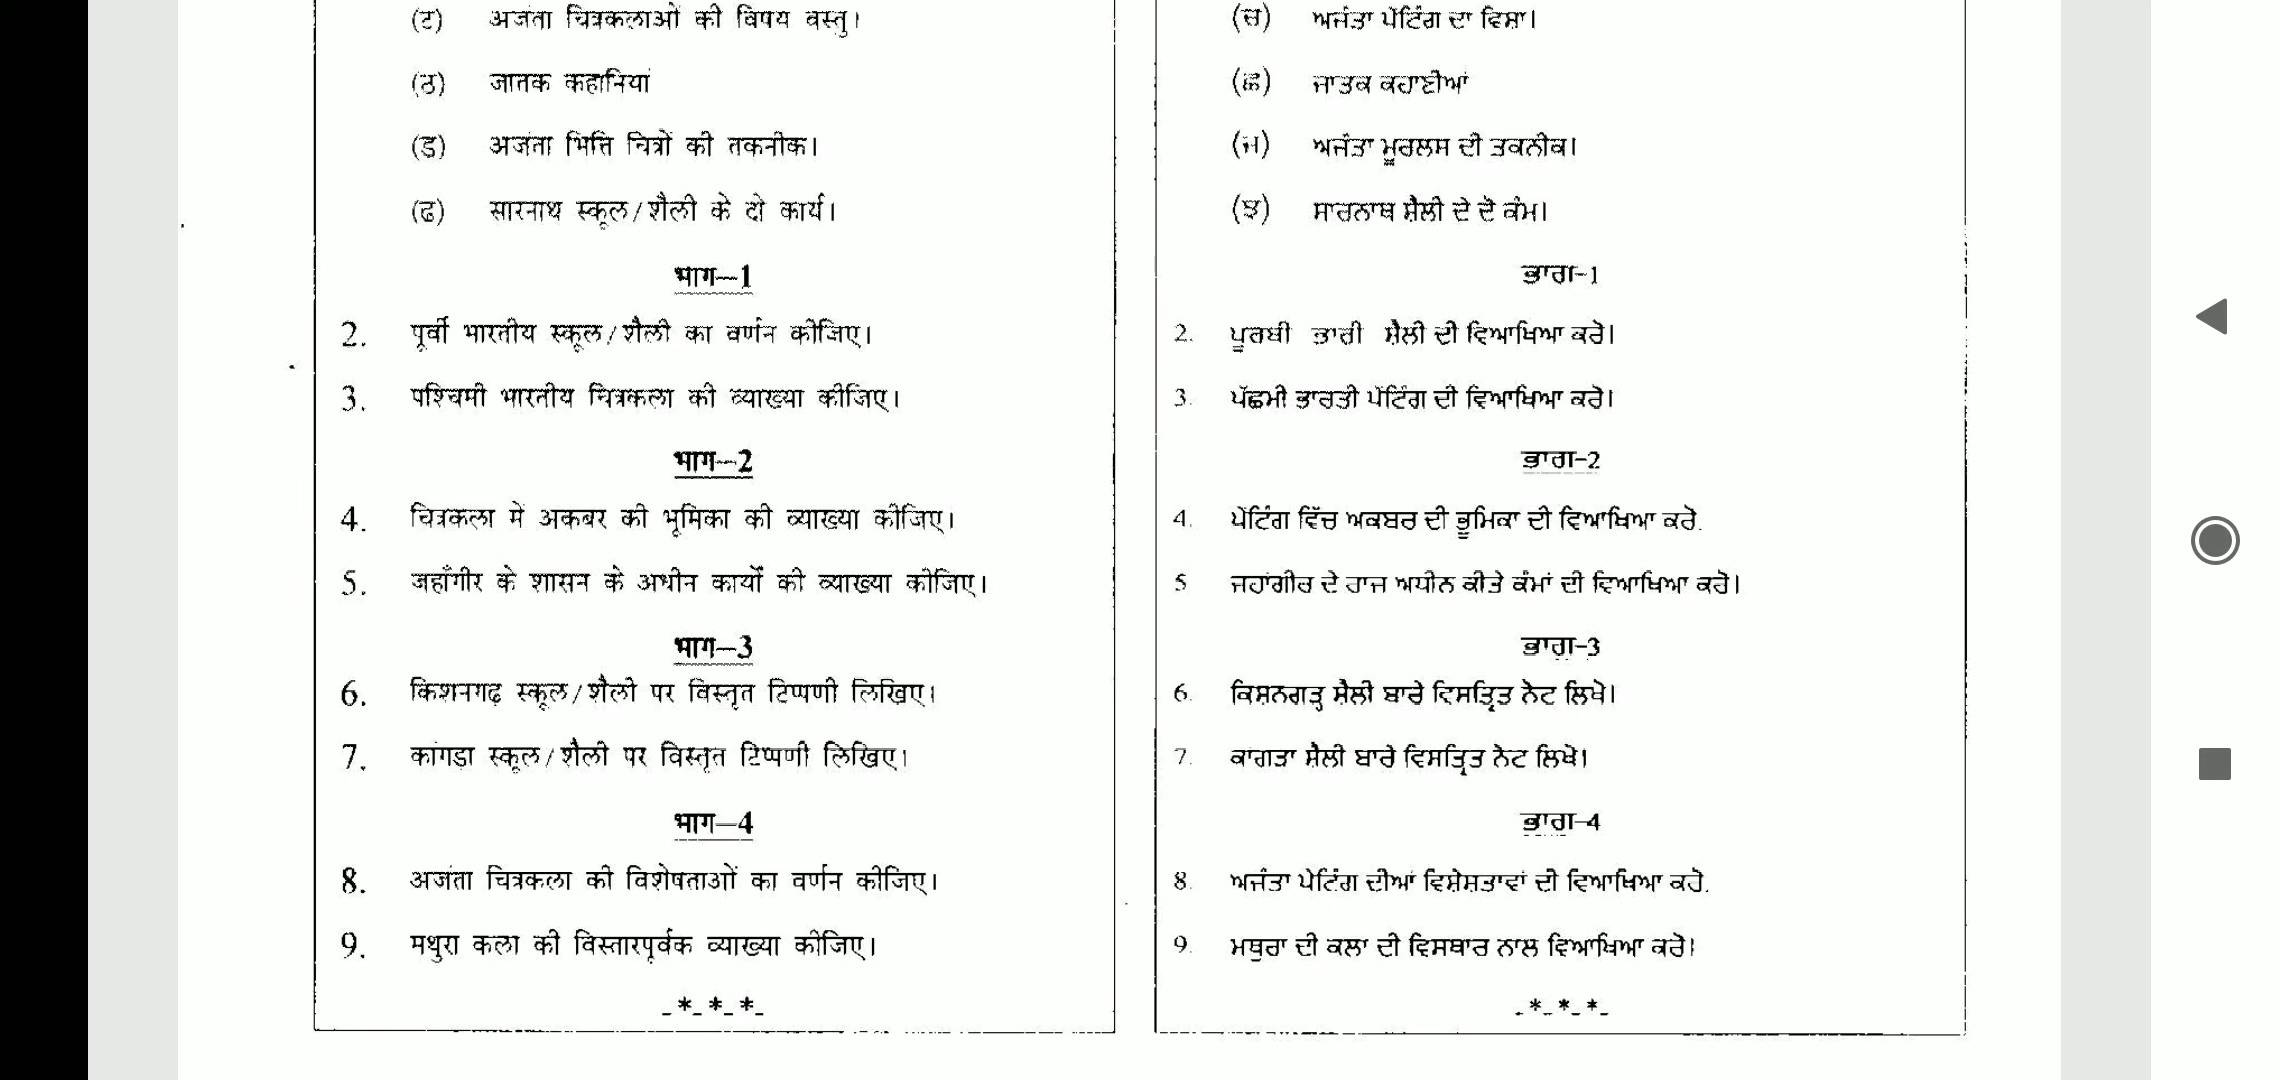 (ट) अजंता चित्रकलाओं की विषय वस्तु।
(ठ) जातक कहानियां
(ड) अजंता भित्ति चित्रों की तकनीक।
(ढ) सारनाथ स्कूल/शैली के दो कार्य।
भाग–1
2. पूर्वी भारतीय स्कूल/शैली का वर्णन कीजिए।
3. पश्चिमी भारतीय चित्रकला की व्याख्या कीजिए।
भाग–2
4. चित्रकला में अकबर की भूमिका की व्याख्या कीजिए।
5. जहाँगीर के शासन के अधीन कार्यों की व्याख्या कीजिए।
भाग–3
6. किशनगढ़ स्कूल/शैली पर विस्तृत टिप्पणी लिखिए।
7. कांगड़ा स्कूल/शैली पर विस्तृत टिप्पणी लिखिए।
भाग–4
8. अजंता चित्रकला की विशेषताओं का वर्णन कीजिए।
9. मथुरा कला की विस्तारपूर्वक व्याख्या कीजिए।
_*_*_*_
(ਚ) ਅਜੰਤਾ ਪੇਂਟਿੰਗ ਦਾ ਵਿਸ਼ਾ।
(ਛ) ਜਾਤਕ ਕਹਾਣੀਆਂ
(ਜ) ਅਜੰਤਾ ਮੂਰਲਸ ਦੀ ਤਕਨੀਕ।
(ਝ) ਸਾਰਨਾਥ ਸ਼ੈਲੀ ਦੇ ਦੋ ਕੰਮ।
ਭਾਗ-1
2. ਪੂਰਬੀ ਭਾਰੀ ਸ਼ੈਲੀ ਦੀ ਵਿਆਖਿਆ ਕਰੋ।
3. ਪੱਛਮੀ ਭਾਰਤੀ ਪੇਂਟਿੰਗ ਦੀ ਵਿਆਖਿਆ ਕਰੋ।
ਭਾਗ-2
4. ਪੇਂਟਿੰਗ ਵਿੱਚ ਅਕਬਰ ਦੀ ਭੂਮਿਕਾ ਦੀ ਵਿਆਖਿਆ ਕਰੋ.
5 ਜਹਾਂਗੀਰ ਦੇ ਰਾਜ ਅਧੀਨ ਕੀਤੇ ਕੰਮਾਂ ਦੀ ਵਿਆਖਿਆ ਕਰੋ।
ਭਾਗ-3
6. ਕਿਸ਼ਨਗੜ੍ਹ ਸ਼ੈਲੀ ਬਾਰੇ ਵਿਸਤ੍ਰਿਤ ਨੋਟ ਲਿਖੋ।
7. ਕਾਂਗੜਾ ਸ਼ੈਲੀ ਬਾਰੇ ਵਿਸਤ੍ਰਿਤ ਨੋਟ ਲਿਖੋ।
ਭਾਗ-4
8. ਅਜੰਤਾ ਪੇਂਟਿੰਗ ਦੀਆਂ ਵਿਸ਼ੇਸ਼ਤਾਵਾਂ ਦੀ ਵਿਆਖਿਆ ਕਰੋ.
9. ਮਥੁਰਾ ਦੀ ਕਲਾ ਦੀ ਵਿਸਥਾਰ ਨਾਲ ਵਿਆਖਿਆ ਕਰੋ।
_*_*_*_